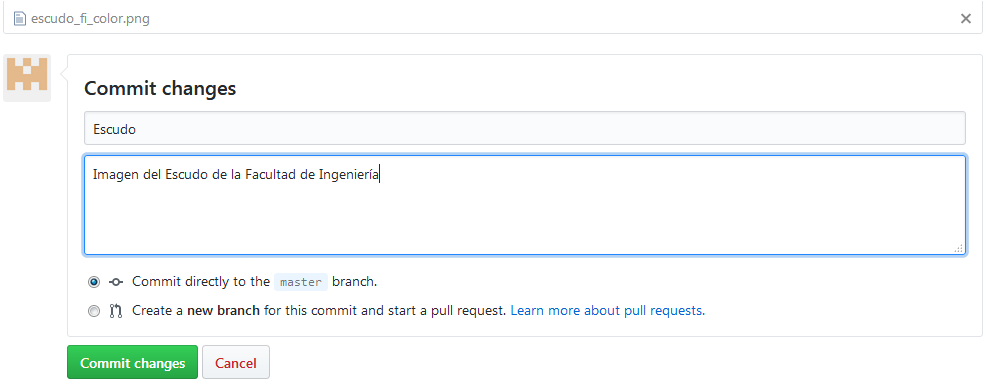 escudo_fi_color.png
Commit changes
Escudo
Imagen del Escudo de la Facultad de Ingeniería
Commit directly to the master branch.
Create a new branch for this commit and start a pull request. Learn more about pull requests.
Commit changes Cancel